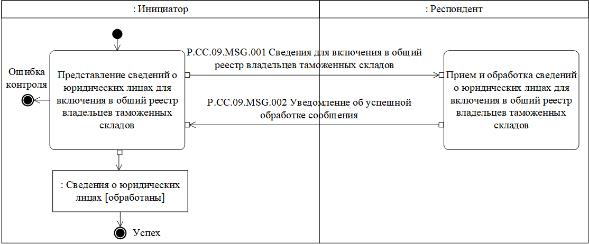 : Инициатор
: Респондент
Ошибка
контроля
Представление сведений о
юридических лицах для
включения в общий реестр
владельцев таможенных
складов
P.CC.09.MSG.001 Сведения для включения в общий
реестр владельцев таможенных складов
P.CC.09.MSG.002 Уведомление об успешной
обработке сообщения
Прием и обработка сведений
о юридических лицах для
включения в общий реестр
владельцев таможенных
складов
: Сведения о юридических
лицах [обработаны]
Успех